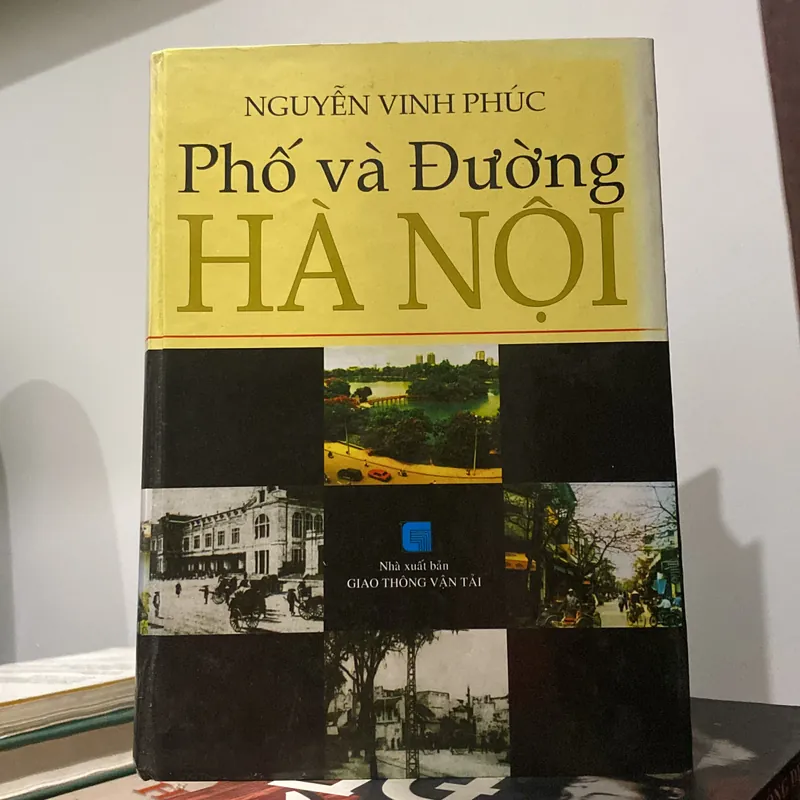 NGUYỄN VINH PHÚC
Phố và Đường
HÀ NỘI
Nhà xuất bản
GIAO THÔNG VẬN TẢI